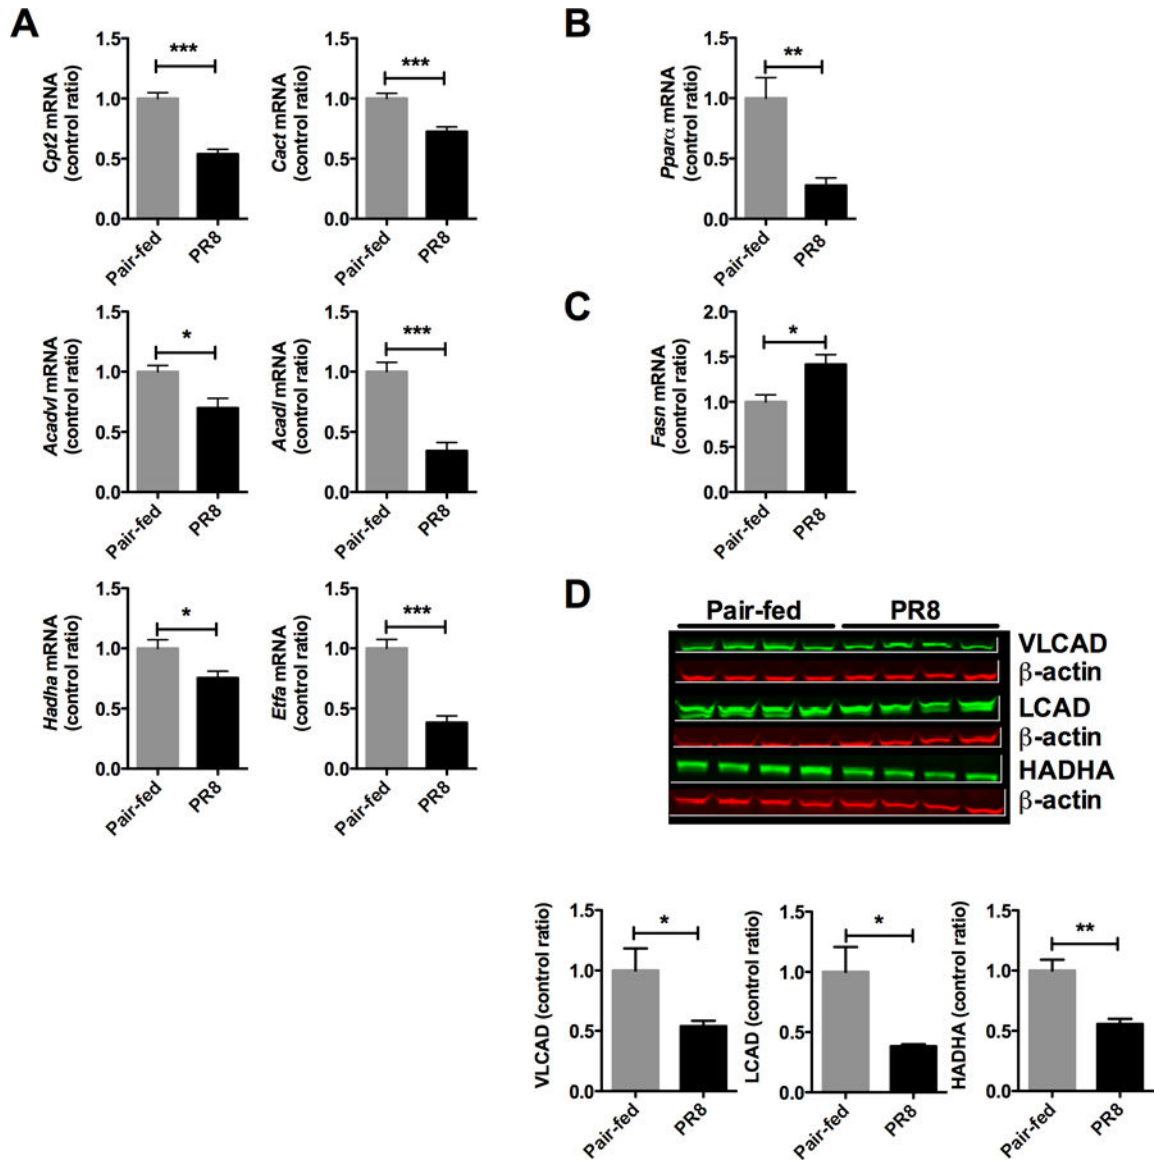 A
B
Cpt2 mRNA
(control ratio)
1.5
1.0
0.5
0.0
***
Pair-fed
PR8
Cact mRNA
(control ratio)
1.5
1.0
0.5
0.0
***
Pair-fed
PR8
Pparα mRNA
(control ratio)
1.5
1.0
0.5
0.0
**
Pair-fed
PR8
C
Acadvl mRNA
(control ratio)
1.5
1.0
0.5
0.0
*
Pair-fed
PR8
Acadl mRNA
(control ratio)
1.5
1.0
0.5
0.0
***
Pair-fed
PR8
Fasn mRNA
(control ratio)
2.0
1.5
1.0
0.5
0.0
*
Pair-fed
PR8
Hadha mRNA
(control ratio)
1.5
1.0
0.5
0.0
*
Pair-fed
PR8
Etfa mRNA
(control ratio)
1.5
1.0
0.5
0.0
***
Pair-fed
PR8
D
Pair-fed PR8
VLCAD
β-actin
LCAD
β-actin
HADHA
β-actin
VLCAD (control ratio)
1.5
1.0
0.5
0.0
*
Pair-fed
PR8
LCAD (control ratio)
1.5
1.0
0.5
0.0
*
Pair-fed
PR8
HADHA (control ratio)
1.5
1.0
0.5
0.0
**
Pair-fed
PR8